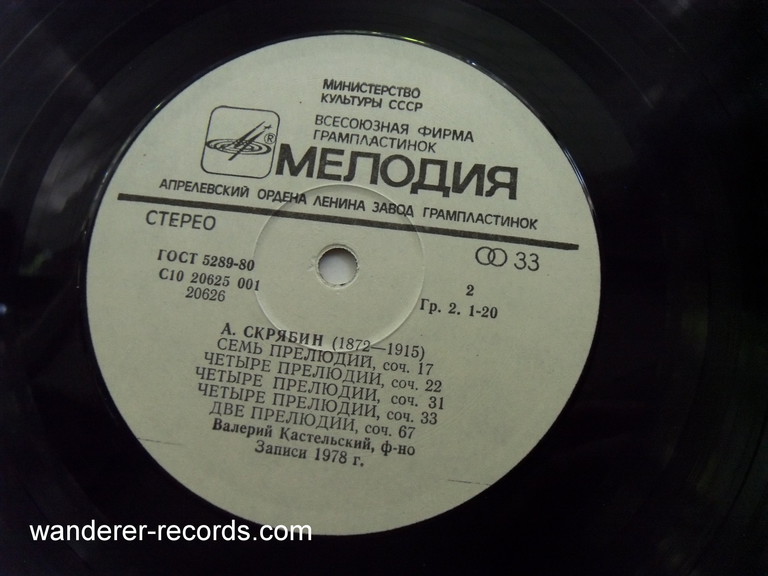 МИНИСТЕРСТВО
КУЛЬТУРЫ СССР
ВСЕСОЮЗНАЯ ФИРМА
ГРАМПЛАСТИНОК
®
МЕЛОДИЯ
АПРЕЛЕВСКИЙ ОРДЕНА ЛЕНИНА ЗАВОД ГРАМПЛАСТИНОК
СТЕРЕО
33
ГОСТ 5289-80
С10 20625 001
20626
2
Гр. 2. 1-20
А. СКРЯБИН (1872—1915)
СЕМЬ ПРЕЛЮДИЙ, соч. 17
ЧЕТЫРЕ ПРЕЛЮДИИ, соч. 22
ЧЕТЫРЕ ПРЕЛЮДИИ, соч. 31
ЧЕТЫРЕ ПРЕЛЮДИИ, соч. 33
ДВЕ ПРЕЛЮДИИ, соч. 67
Валерий Кастельский, ф-но
Записи 1978 г.
wanderer-records.com